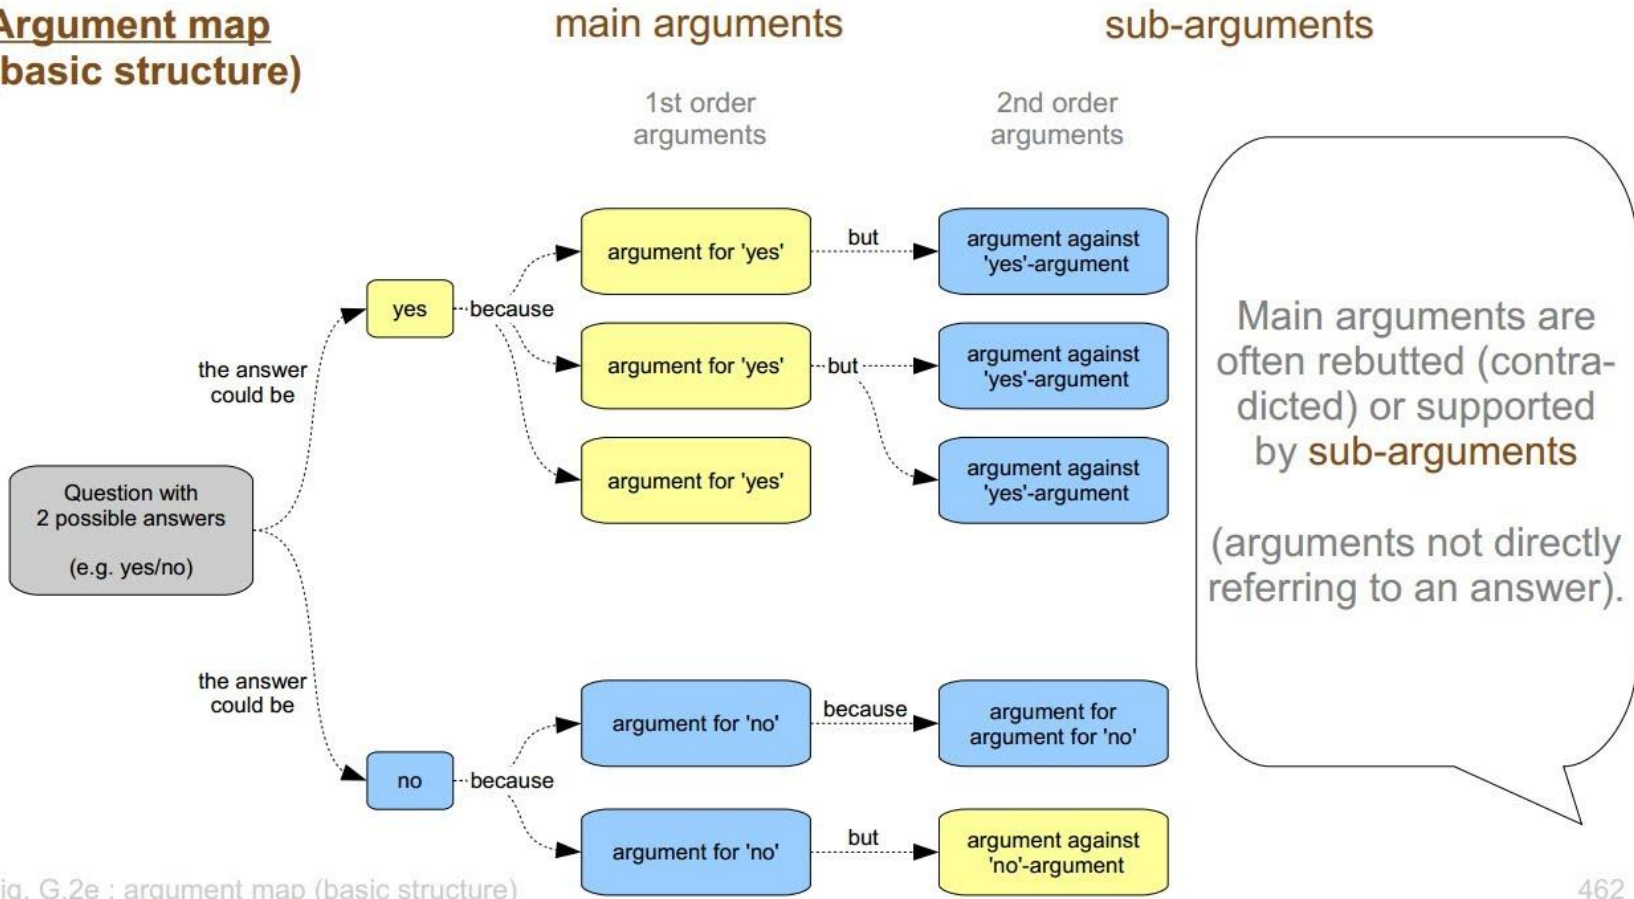 Argument map
basic structure)
main arguments
sub-arguments
1st order
arguments
2nd order
arguments
Question with
2 possible answers
(e.g. yes/no)
the answer
could be
yes
because
argument for 'yes'
but
argument against
'yes'-argument
argument for 'yes'
but
argument against
'yes'-argument
argument for 'yes'
argument against
'yes'-argument
the answer
could be
no
because
argument for 'no'
because
argument for
argument for 'no'
argument for 'no'
but
argument against
'no'-argument
Main arguments are
often rebutted (contra-
dicted) or supported
by sub-arguments
(arguments not directly
referring to an answer).
ig. G.2e : argument map (basic structure)
462